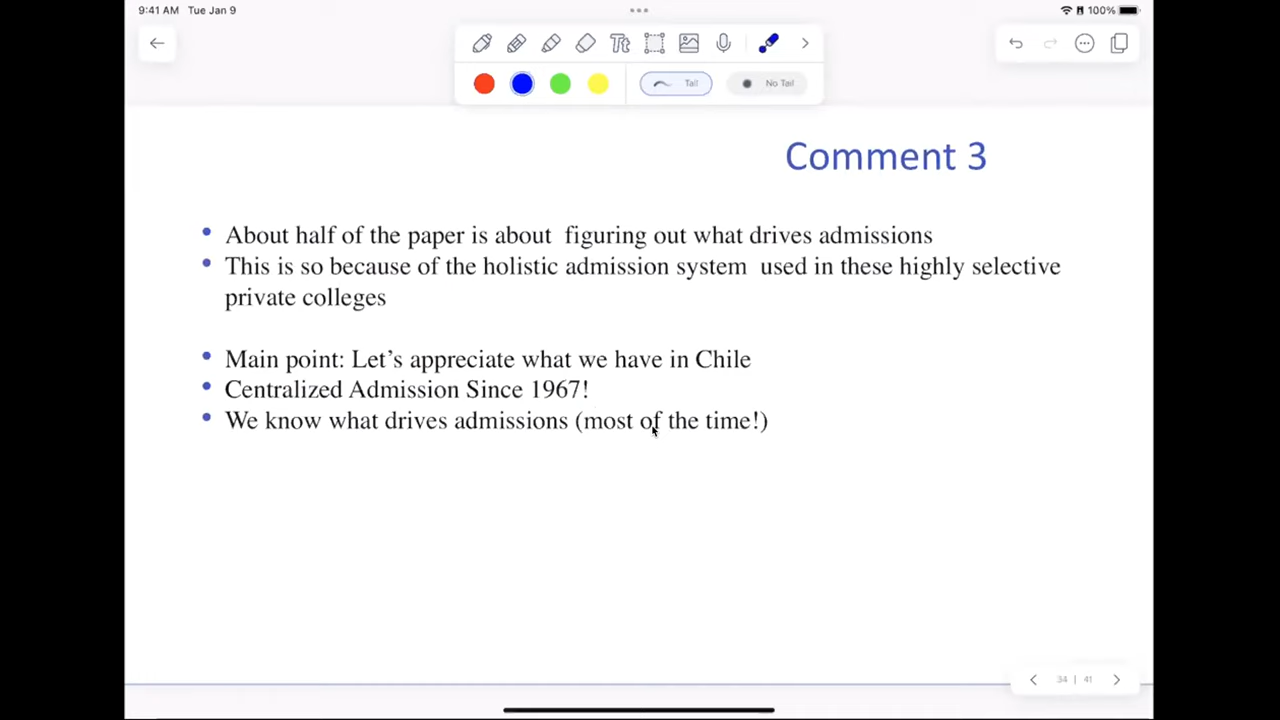 9:41 AM Tue Jan 9
100%
Tt
Tail
No Tail
Comment 3
• About half of the paper is about figuring out what drives admissions
• This is so because of the holistic admission system used in these highly selective
private colleges
• Main point: Let's appreciate what we have in Chile
• Centralized Admission Since 1967!
• We know what drives admissions (most of the time!)
34 | 41